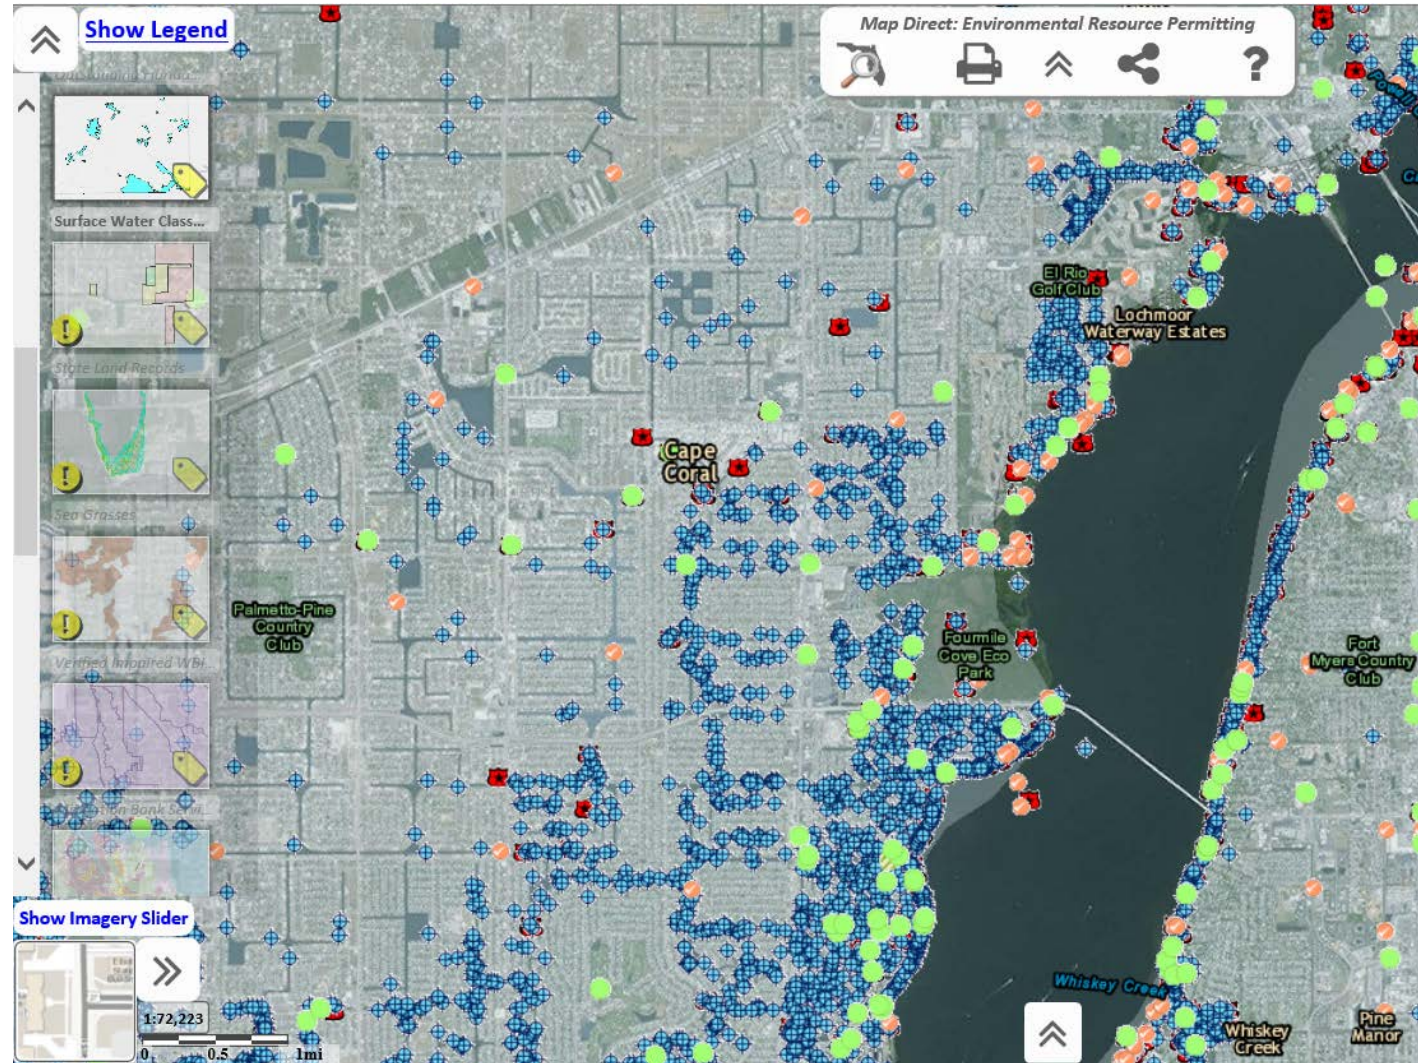 Show Legend
Map Direct: Environmental Resource Permitting
?
Outstanding Florida...
Surface Water Class...
State Land Records
Sea Grasses
Verified Impaired WBI...
Show Imagery Slider
1:72,223
0 0.5 1mi
El Rio
Golf Club
Lochmoor
Waterway Estates
Cape
Coral
Palmetto-Pine
Country
Club
Fourmile
Cove Eco
Park
Fort
Myers Country
Club
Whiskey Creek
Whiskey
Creek
Pine
Manor